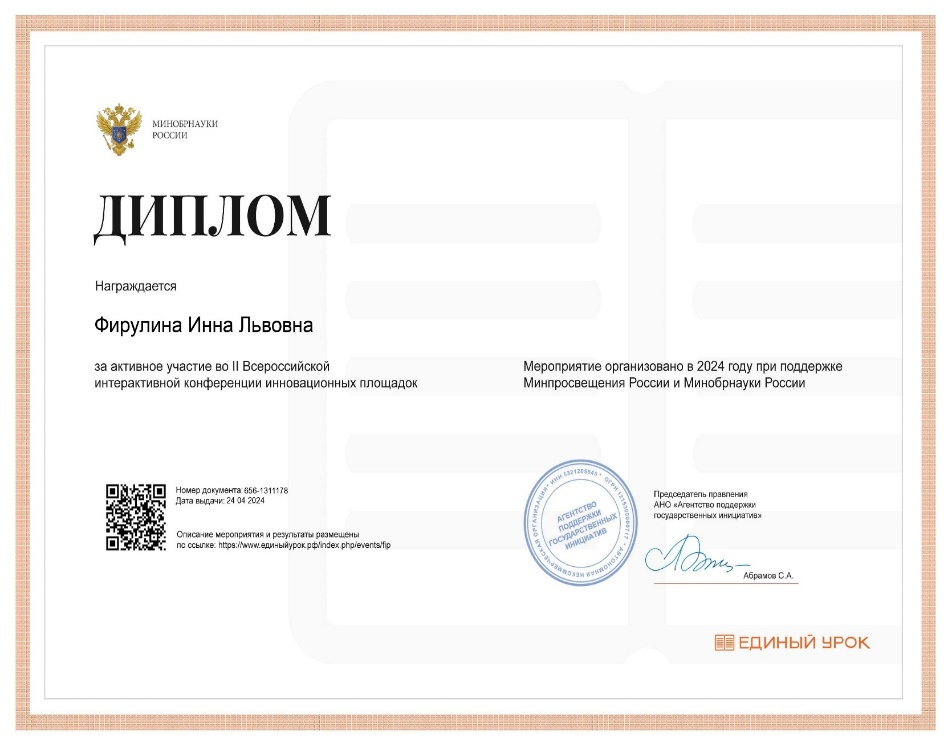 МИНОБРНАУКИ
РОССИИ
ДИПЛОМ
Награждается
Фирулина Инна Львовна
за активное участие во II Всероссийской
интерактивной конференции инновационных площадок
Мероприятие организовано в 2024 году при поддержке
Минпросвещения России и Минобрнауки России
Номер документа: 656-1311178
Дата выдачи: 24 04 2024
Описание мероприятия и результаты размещены
по ссылке: https://www.единыйурок.рф/index.php/events/fip
АВТОНОМНАЯ НЕКОММЕРЧЕСКАЯ ОРГАНИЗАЦИЯ
АГЕНТСТВО
ПОДДЕРЖКИ
ГОСУДАРСТВЕННЫХ
ИНИЦИАТИВ
Председатель правления
АНО «Агентство поддержки
государственных инициатив»
Абрамов С.А.
ЕДИНЫЙ УРОК